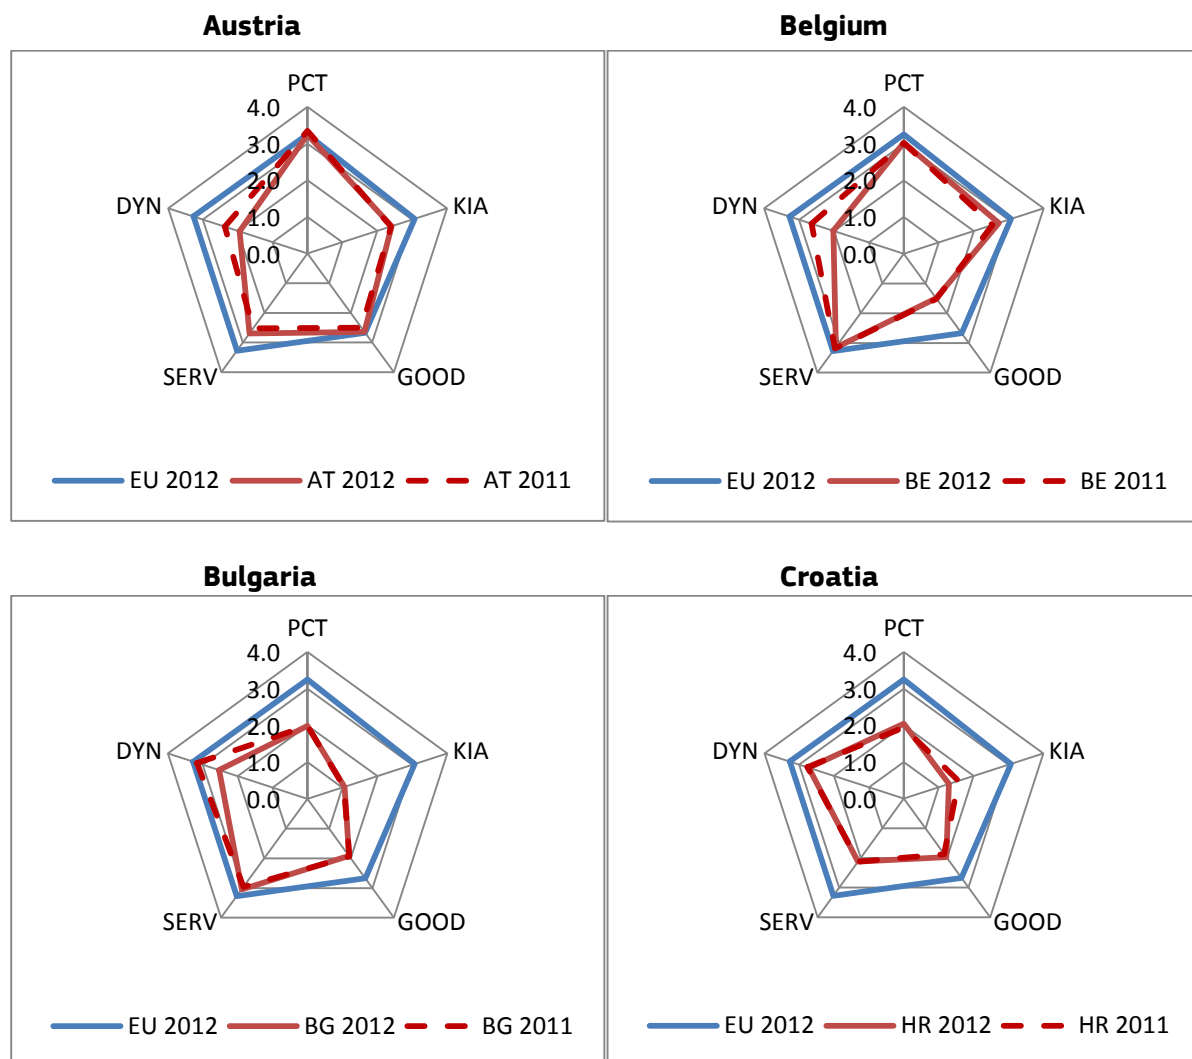 Austria
Belgium
PCT
4.0
3.0
2.0
1.0
0.0
DYN
KIA
SERV
GOOD
EU 2012 AT 2012 AT 2011
PCT
4.0
3.0
2.0
1.0
0.0
DYN
KIA
SERV
GOOD
EU 2012 BE 2012 BE 2011
Bulgaria
Croatia
PCT
4.0
3.0
2.0
1.0
0.0
DYN
KIA
SERV
GOOD
EU 2012 BG 2012 BG 2011
PCT
4.0
3.0
2.0
1.0
0.0
DYN
KIA
SERV
GOOD
EU 2012 HR 2012 HR 2011